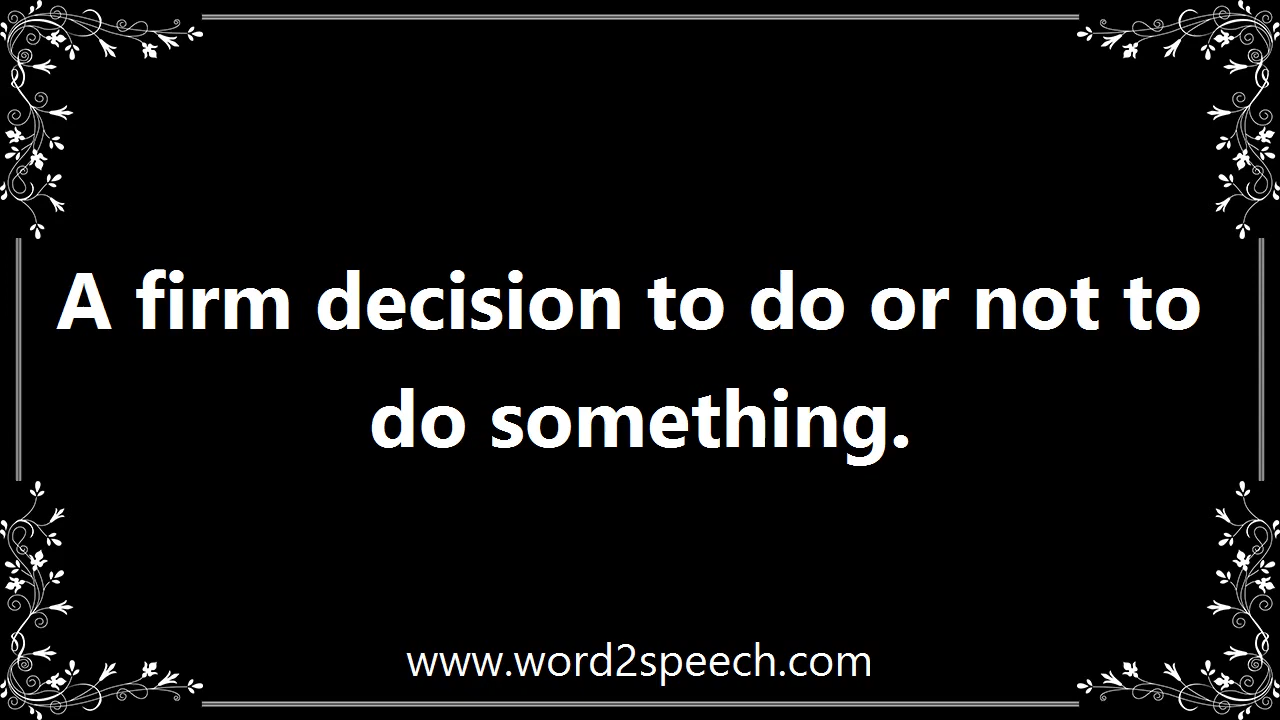 A firm decision to do or not to
do something.
www.word2speech.com